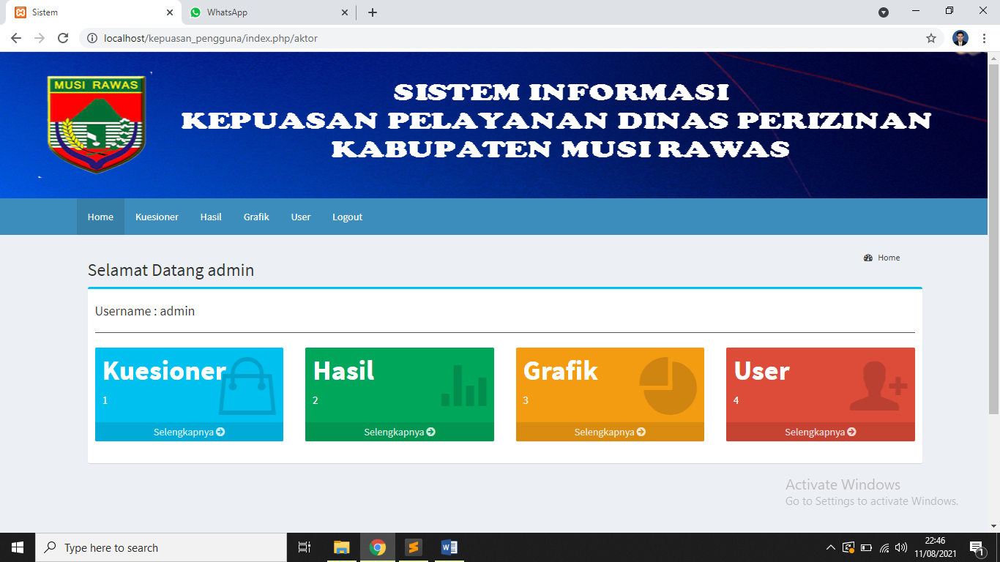 Sistem
WhatsApp
localhost/kepuasan_pengguna/index.php/aktor
MUSI RAWAS
SISTEM INFORMASI
KEPUASAN PELAYANAN DINAS PERIZINAN
KABUPATEN MUSI RAWAS
Home Kuesioner Hasil Grafik User Logout
Home
Selamat Datang admin
Username : admin
Kuesioner
1
Selengkapnya
Hasil
2
Selengkapnya
Grafik
3
Selengkapnya
User
4
Selengkapnya
Activate Windows
Go to Settings to activate Windows.
Type here to search
22:46
11/08/2021
1